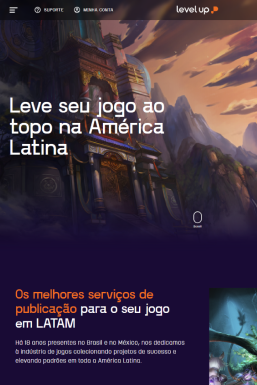 SUPORTE
MINHA CONTA
level up
Leve seu jogo ao
topo na América
Latina
Scroll
Os melhores serviços de
publicação para o seu jogo
em LATAM
Há 18 anos presentes no Brasil e no México, nos dedicamos
à indústria de jogos colecionando projetos de sucesso e
elevando padrões em toda a América Latina.